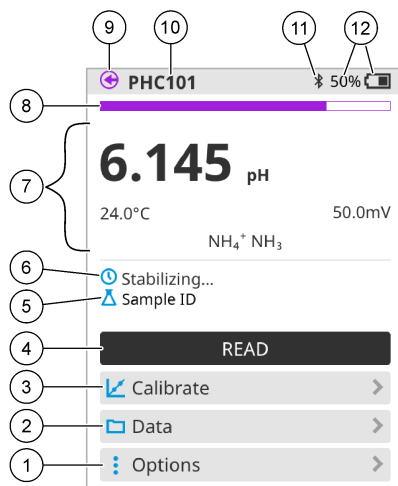 9 10 11 12
PHC101 50%
8
6.145 pH
7
24.0°C 50.0mV
NH₄⁺ NH₃
6 Stabilizing...
5 Sample ID
4 READ
3 Calibrate
2 Data
1 Options